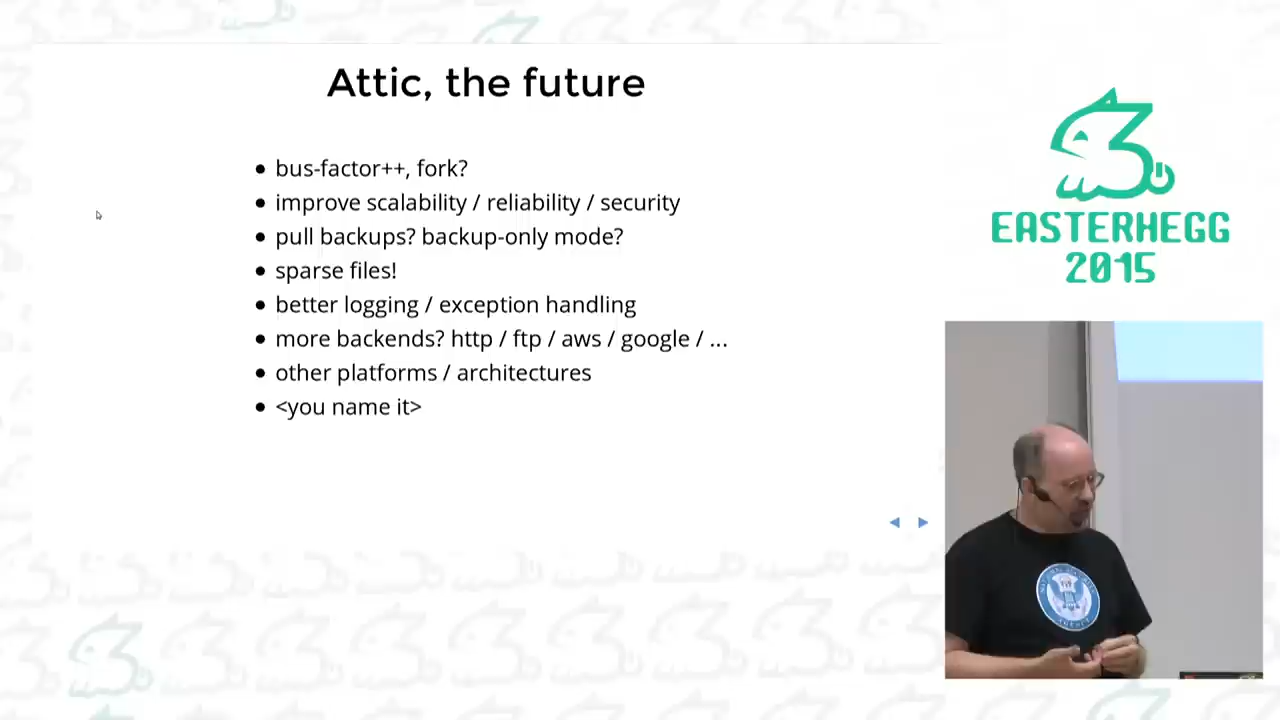 Attic, the future
• bus-factor++, fork?
• improve scalability / reliability / security
• pull backups? backup-only mode?
• sparse files!
• better logging / exception handling
• more backends? http / ftp / aws / google / ...
• other platforms / architectures
• <you name it>
EASTERHEGG
2015